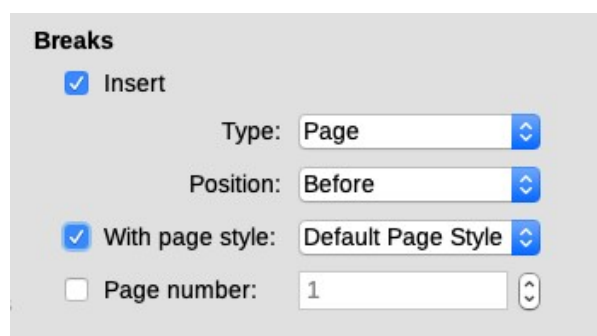 Breaks
Insert
Type: Page
Position: Before
With page style: Default Page Style
Page number: 1